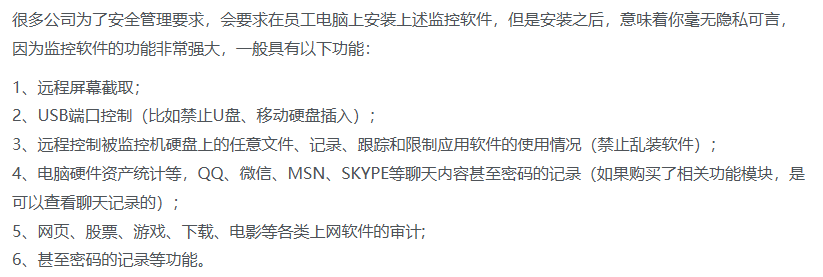 很多公司为了安全管理要求，会要求在员工电脑上安装上述监控软件，但是安装之后，意味着你毫无隐私可言，
因为监控软件的功能非常强大，一般具有以下功能：
1、远程屏幕截取；
2、USB端口控制（比如禁止U盘、移动硬盘插入）；
3、远程控制被监控机硬盘上的任意文件、记录、跟踪和限制应用软件的使用情况（禁止乱装软件）；
4、电脑硬件资产统计等，QQ、微信、MSN、SKYPE等聊天内容甚至密码的记录（如果购买了相关功能模块，是
可以查看聊天记录的）；
5、网页、股票、游戏、下载、电影等各类上网软件的审计;
6、甚至密码的记录等功能。